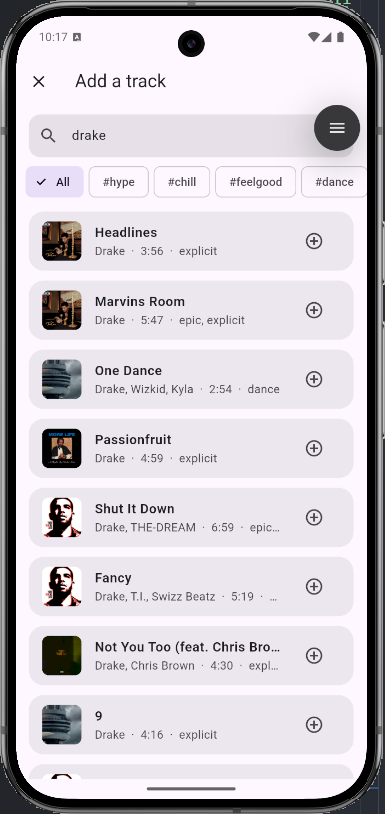 10:17
Add a track
drake
All
#hype
#chill
#feelgood
#dance
Headlines
Drake · 3:56 · explicit
Marvins Room
Drake · 5:47 · epic, explicit
One Dance
Drake, Wizkid, Kyla · 2:54 · dance
Passionfruit
Drake · 4:59 · explicit
Shut It Down
Drake, THE-DREAM · 6:59 · epic...
Fancy
Drake, T.I., Swizz Beatz · 5:19 · ...
Not You Too (feat. Chris Bro...
Drake, Chris Brown · 4:30 · expl...
9
Drake · 4:16 · explicit